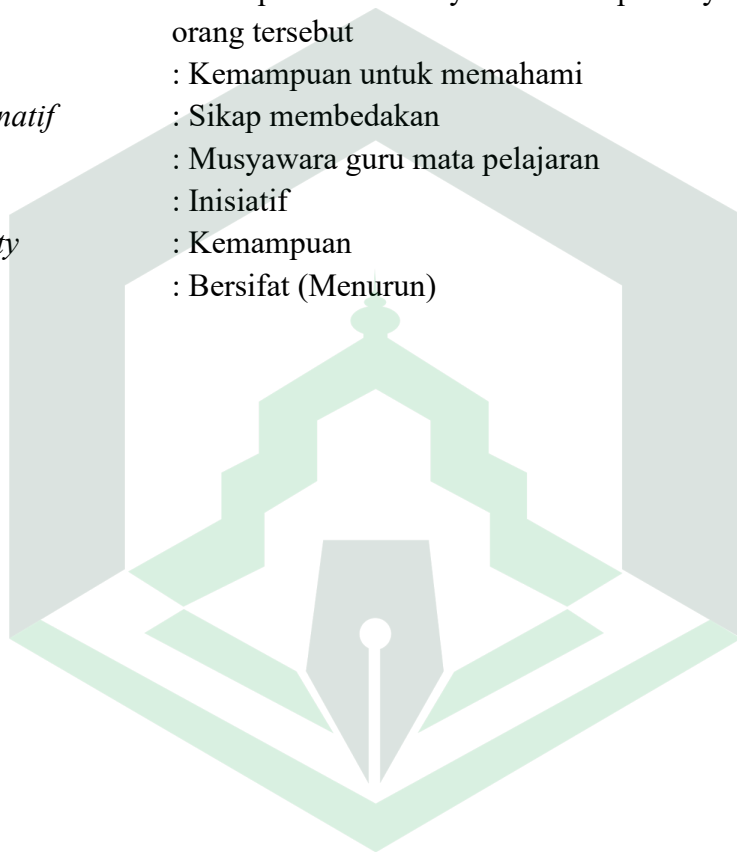 orang tersebut
: Kemampuan untuk memahami
natif : Sikap membedakan
: Musyawara guru mata pelajaran
: Inisiatif
ty : Kemampuan
: Bersifat (Menurun)